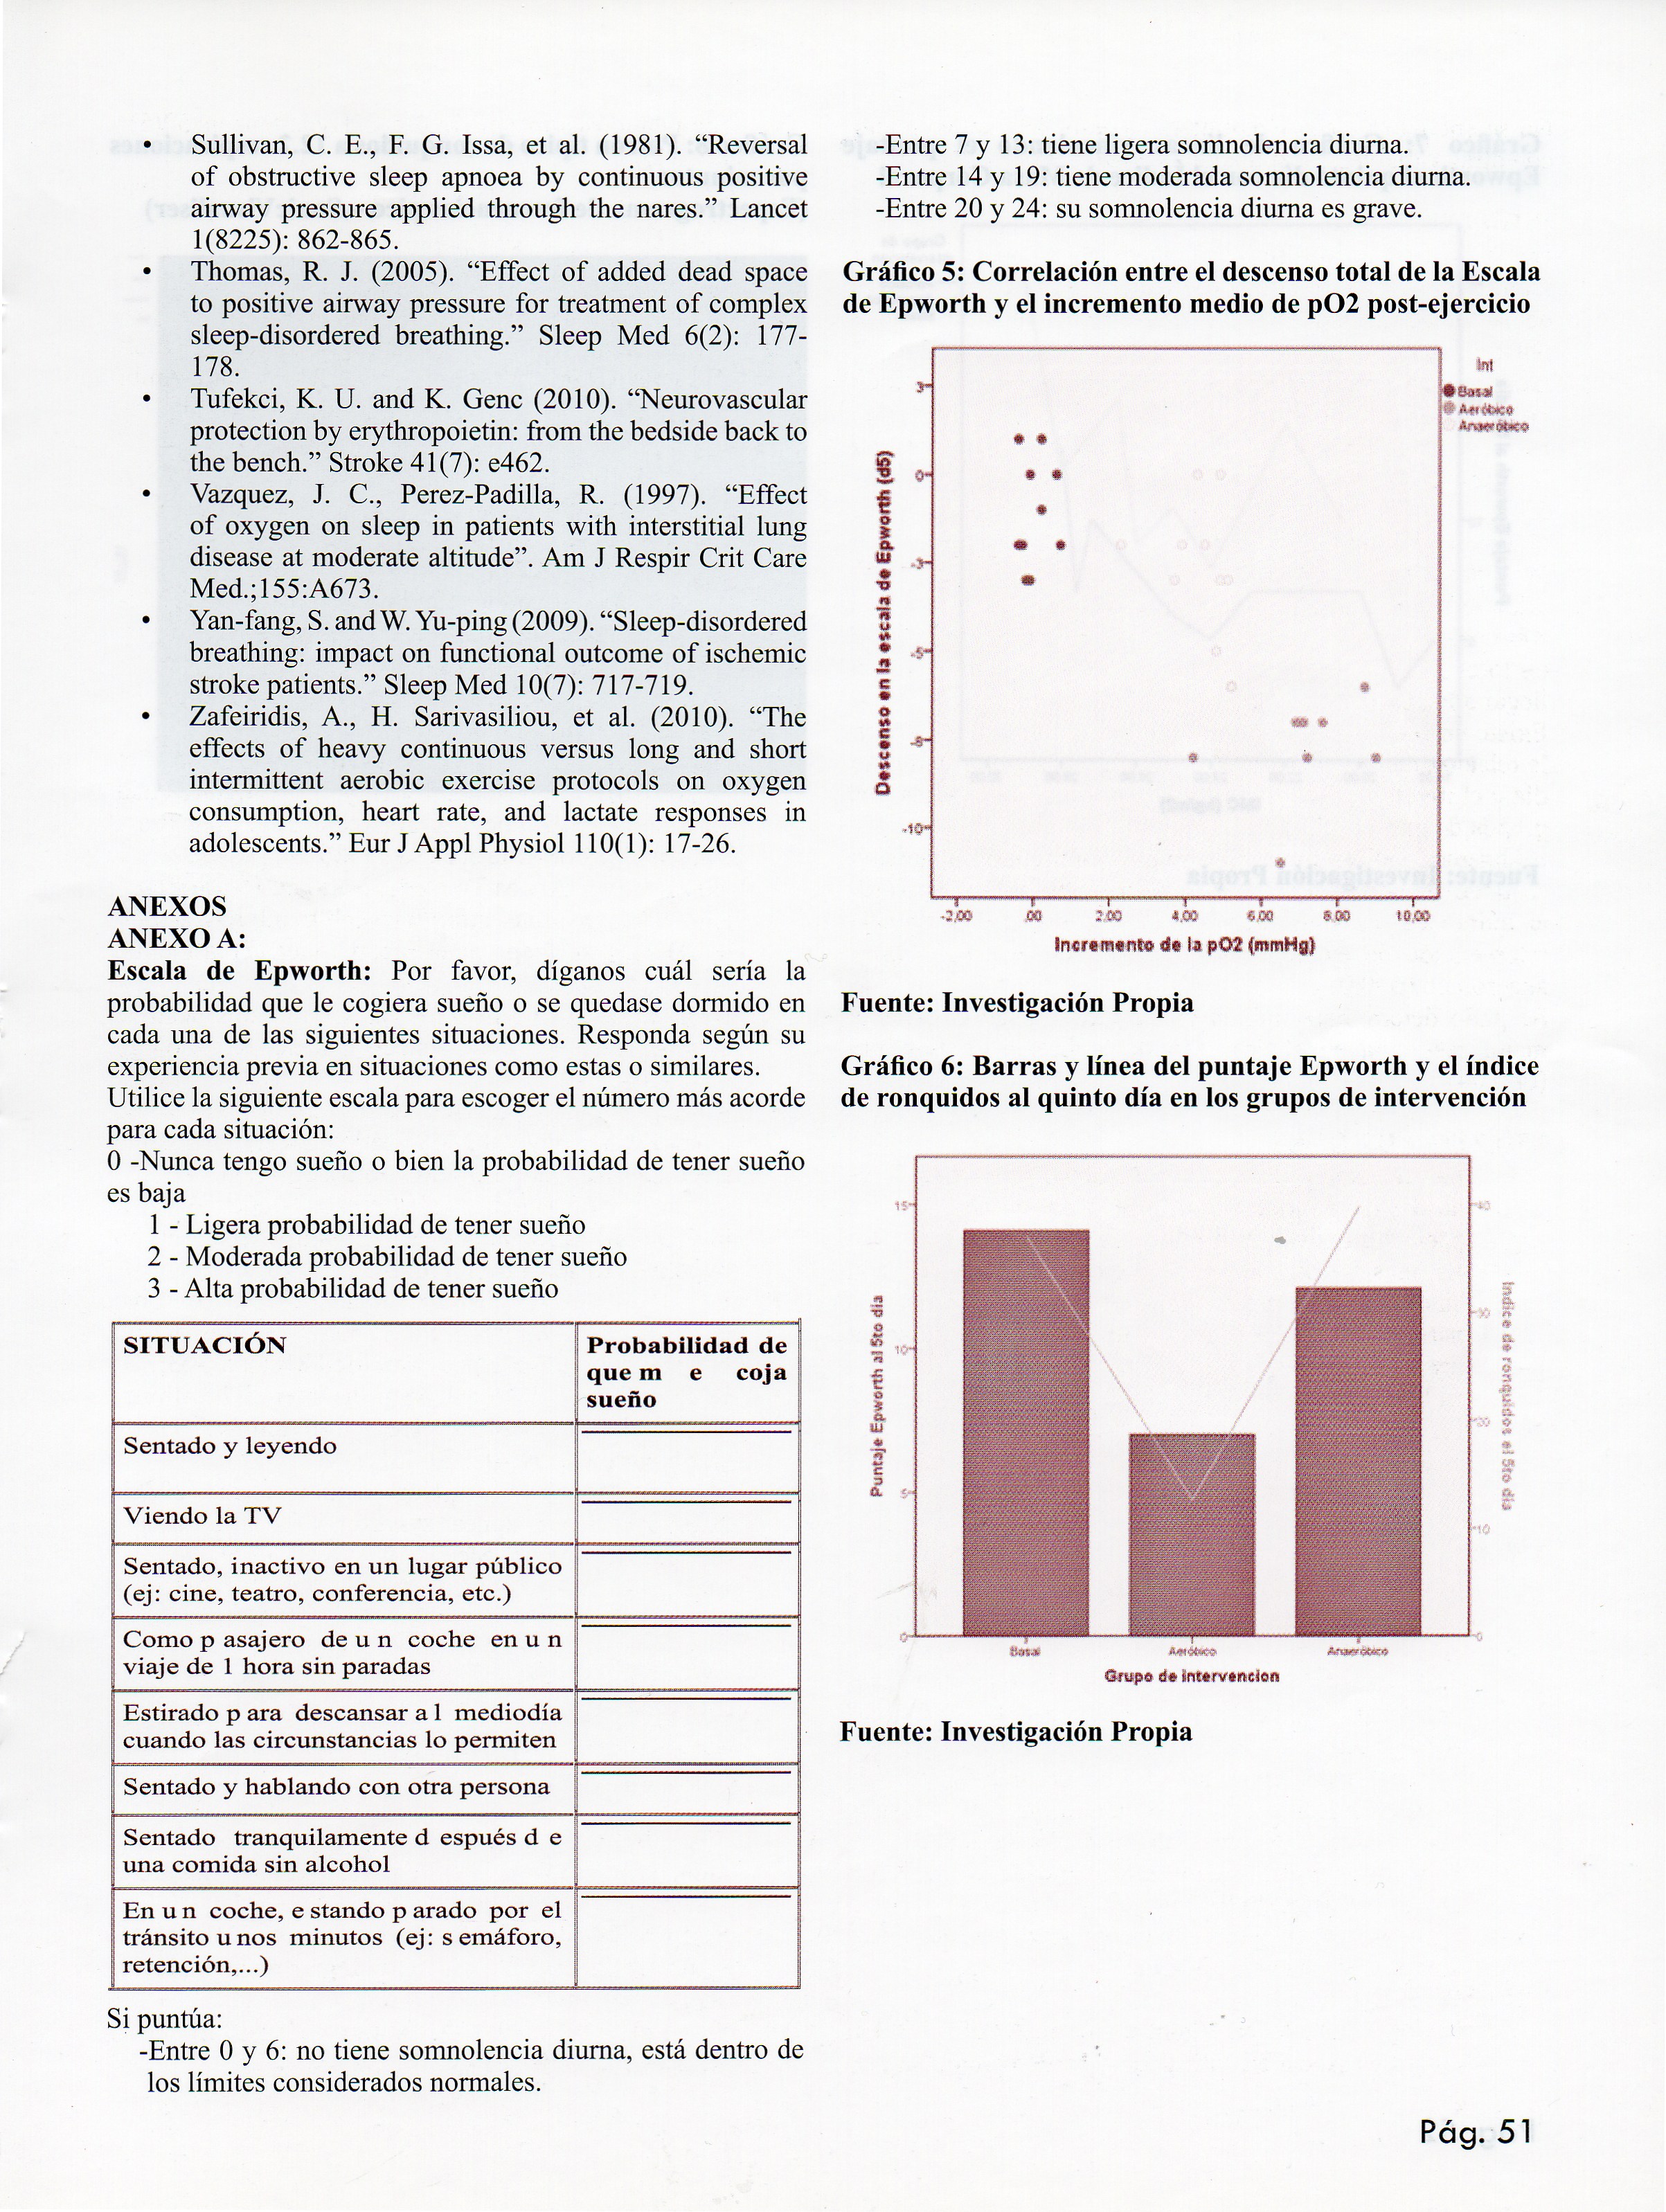 • Sullivan, C. E., F. G. Issa, et al. (1981). “Reversal
of obstructive sleep apnoea by continuous positive
airway pressure applied through the nares.” Lancet
1(8225): 862-865.
• Thomas, R. J. (2005). “Effect of added dead space
to positive airway pressure for treatment of complex
sleep-disordered breathing.” Sleep Med 6(2): 177-
178.
• Tufekci, K. U. and K. Genc (2010). “Neurovascular
protection by erythropoietin: from the bedside back to
the bench.” Stroke 41(7): e462.
• Vazquez, J. C., Perez-Padilla, R. (1997). “Effect
of oxygen on sleep in patients with interstitial lung
disease at moderate altitude”. Am J Respir Crit Care
Med.;155:A673.
• Yan-fang, S. and W. Yu-ping (2009). “Sleep-disordered
breathing: impact on functional outcome of ischemic
stroke patients.” Sleep Med 10(7): 717-719.
• Zafeiridis, A., H. Sarivasiliou, et al. (2010). “The
effects of heavy continuous versus long and short
intermittent aerobic exercise protocols on oxygen
consumption, heart rate, and lactate responses in
adolescents.” Eur J Appl Physiol 110(1): 17-26.
ANEXOS
ANEXO A:
Escala de Epworth: Por favor, díganos cuál sería la
probabilidad que le cogiera sueño o se quedase dormido en
cada una de las siguientes situaciones. Responda según su
experiencia previa en situaciones como estas o similares.
Utilice la siguiente escala para escoger el número más acorde
para cada situación:
0 -Nunca tengo sueño o bien la probabilidad de tener sueño
es baja
1 - Ligera probabilidad de tener sueño
2 - Moderada probabilidad de tener sueño
3 - Alta probabilidad de tener sueño
SITUACIÓN
Probabilidad de
que m e coja
sueño
Sentado y leyendo
Viendo la TV
Sentado, inactivo en un lugar público
(ej: cine, teatro, conferencia, etc.)
Como p asajero de u n coche en u n
viaje de 1 hora sin paradas
Estirado p ara descansar a l mediodía
cuando las circunstancias lo permiten
Sentado y hablando con otra persona
Sentado tranquilamente d espués d e
una comida sin alcohol
En u n coche, e stando p arado por el
tránsito u nos minutos (ej: s emáforo,
retención,...)
Si puntúa:
-Entre 0 y 6: no tiene somnolencia diurna, está dentro de
los límites considerados normales.
-Entre 7 y 13: tiene ligera somnolencia diurna.
-Entre 14 y 19: tiene moderada somnolencia diurna.
-Entre 20 y 24: su somnolencia diurna es grave.
Gráfico 5: Correlación entre el descenso total de la Escala
de Epworth y el incremento medio de pO2 post-ejercicio
Int
Basal
Aeróbico
Anaeróbico
Descenso en la escala de Epworth (d5)
3
0
-3
-5
-8
-10
-2,00 ,00 2,00 4,00 6,00 8,00 10,00
Incremento de la pO2 (mmHg)
Fuente: Investigación Propia
Gráfico 6: Barras y línea del puntaje Epworth y el índice
de ronquidos al quinto día en los grupos de intervención
Puntaje Epworth al 5to dia
15
10
5
0
40
30
20
10
0
Indice de ronquidos al 5to dia
Basal Aeróbico Anaeróbico
Grupo de intervencion
Fuente: Investigación Propia
Pág. 51